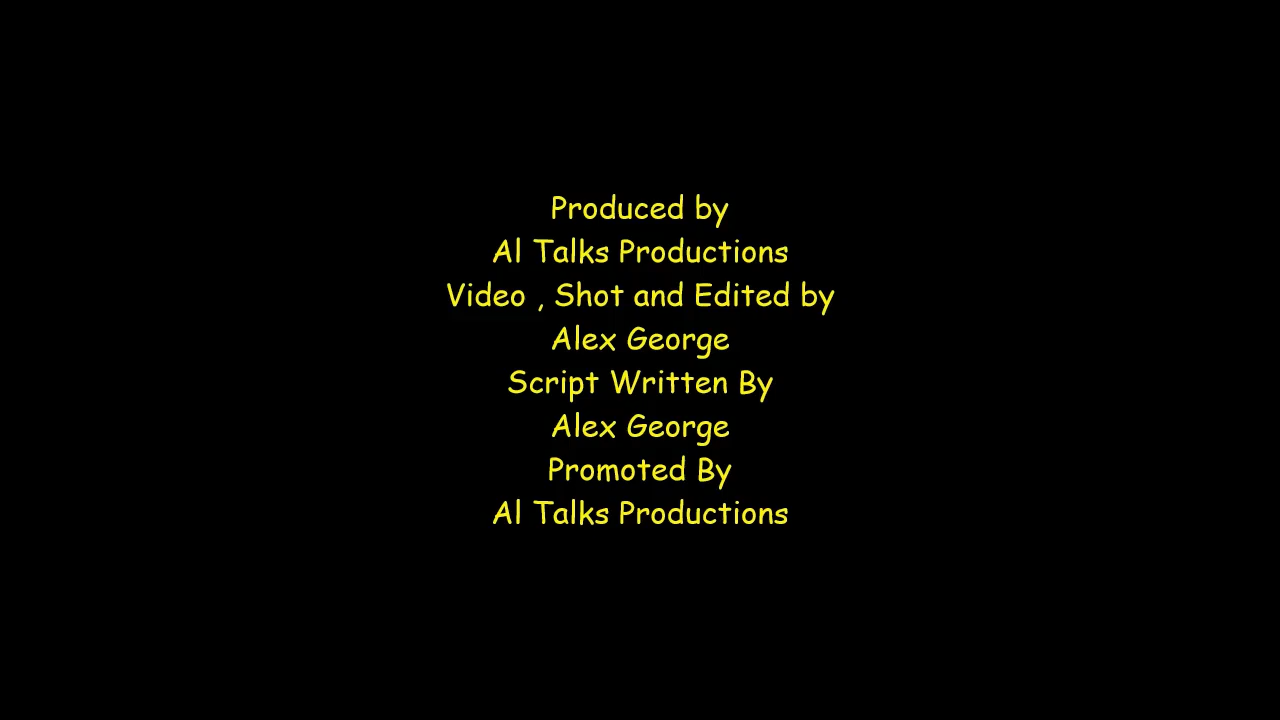 Produced by
Al Talks Productions
Video , Shot and Edited by
Alex George
Script Written By
Alex George
Promoted By
Al Talks Productions